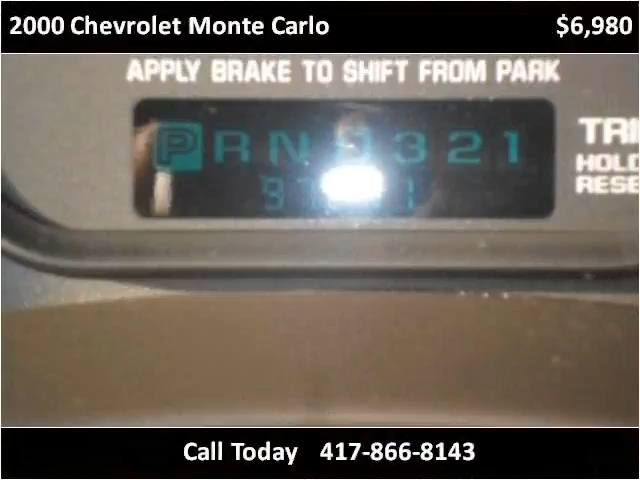 2000 Chevrolet Monte Carlo $6,980
APPLY BRAKE TO SHIFT FROM PARK
P R N D 3 2 1
Call Today 417-866-8143